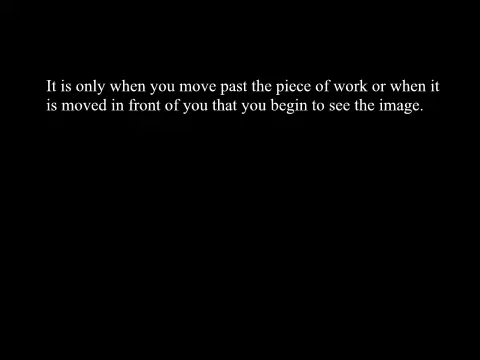 It is only when you move past the piece of work or when it
is moved in front of you that you begin to see the image.